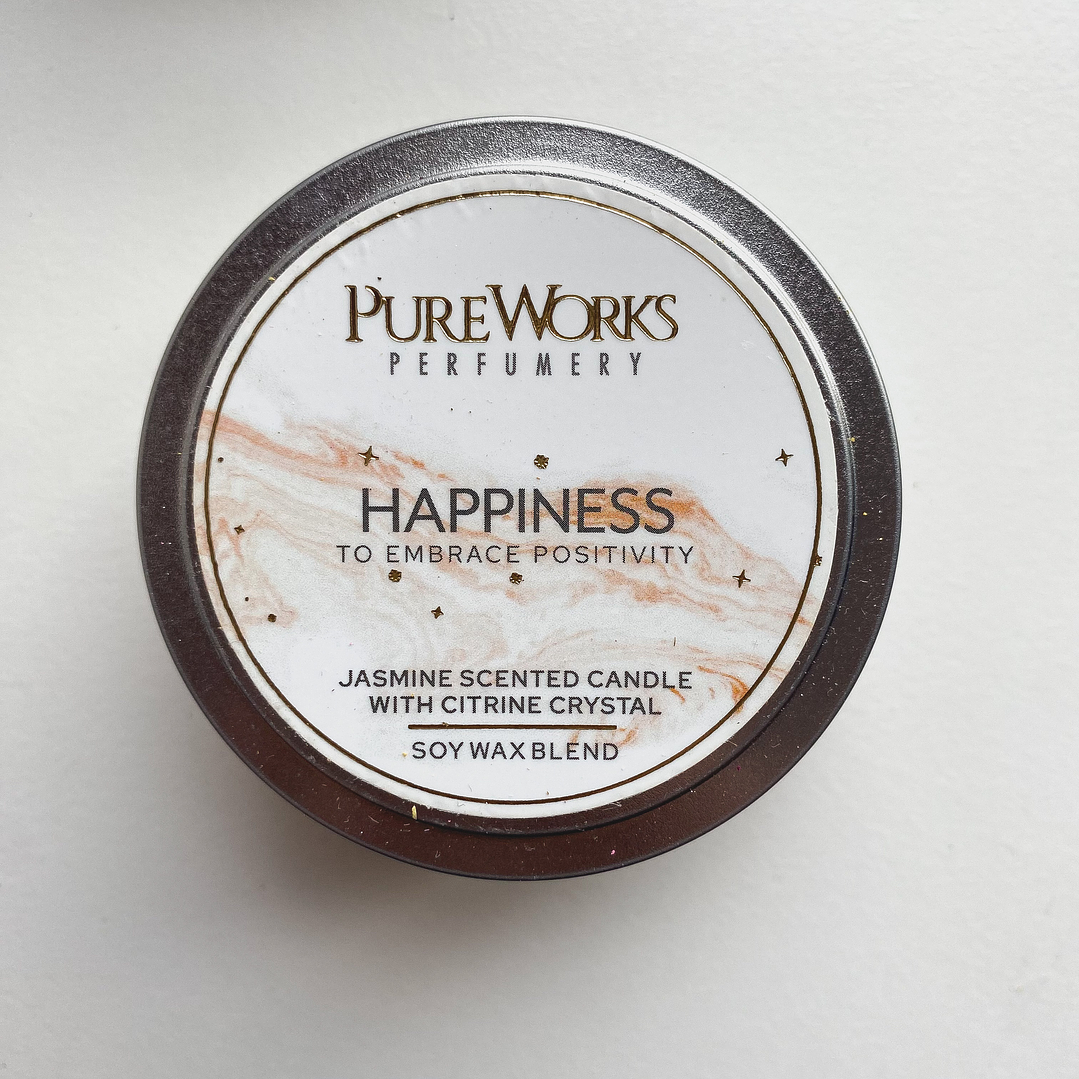 PUREWORKS
PERFUMERY
HAPPINESS
TO EMBRACE POSITIVITY
JASMINE SCENTED CANDLE
WITH CITRINE CRYSTAL
SOY WAX BLEND